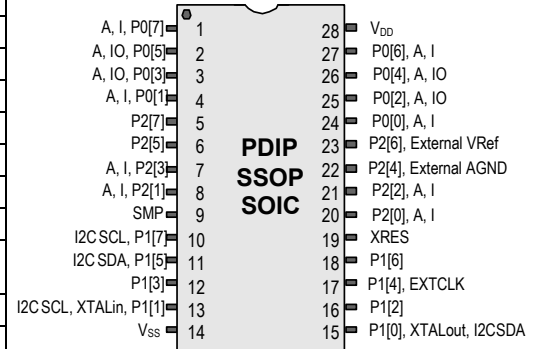 A, I, P0[7] 1 28 VDD
A, IO, P0[5] 2 27 P0[6], A, I
A, IO, P0[3] 3 26 P0[4], A, IO
A, I, P0[1] 4 25 P0[2], A, IO
P2[7] 5 24 P0[0], A, I
P2[5] 6 PDIP 23 P2[6], External VRef
A, I, P2[3] 7 SSOP 22 P2[4], External AGND
A, I, P2[1] 8 SOIC 21 P2[2], A, I
SMP 9 20 P2[0], A, I
I2C SCL, P1[7] 10 19 XRES
I2C SDA, P1[5] 11 18 P1[6]
P1[3] 12 17 P1[4], EXTCLK
I2C SCL, XTALin, P1[1] 13 16 P1[2]
VSS 14 15 P1[0], XTALout, I2CSDA